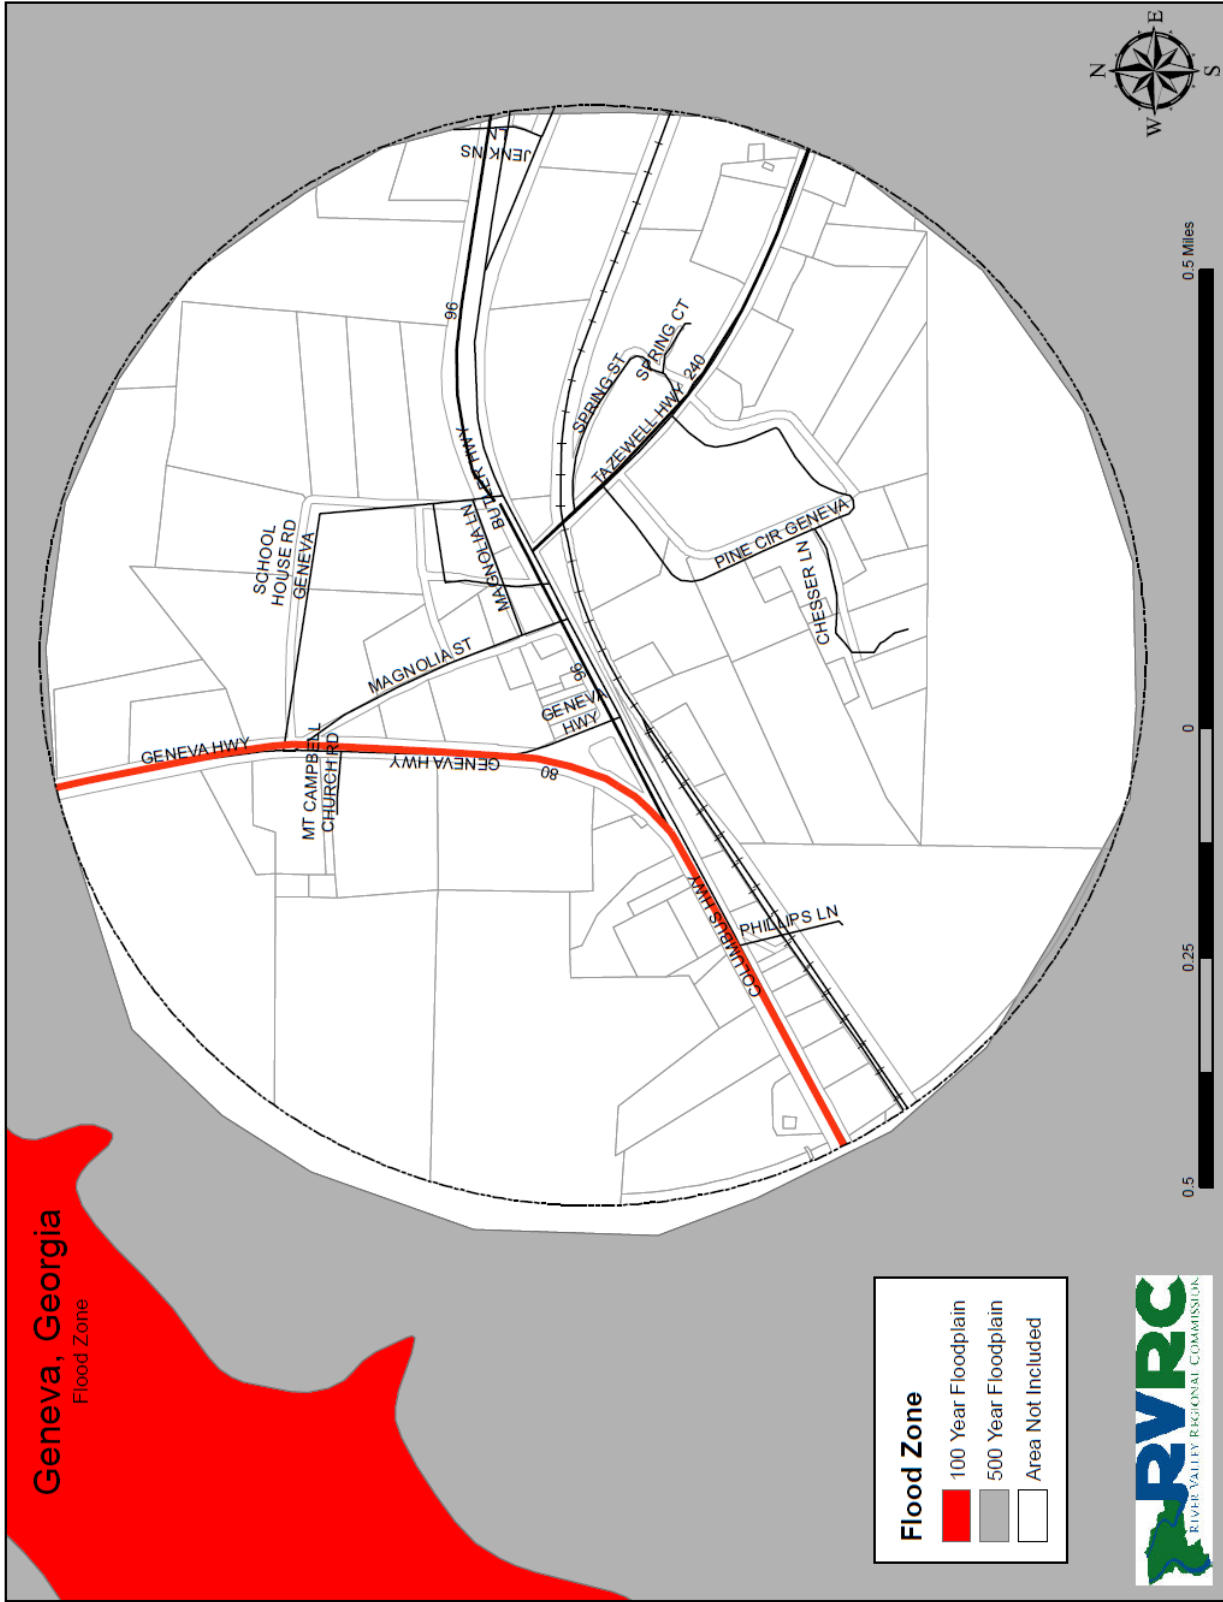 Geneva, Georgia
Flood Zone
N
E
S
W
JENKINS
LN
96
BUTLER HWY
SPRING ST
SPRING CT
TAZEWELL HWY
240
SCHOOL
HOUSE RD
GENEVA
MAGNOLIA LN
MAGNOLIA ST
PINE CIR GENEVA
CHESSER LN
96
GENEVA
HWY
GENEVA HWY
MT CAMPBELL
CHURCH RD
GENEVA HWY
80
COLUMBUS HWY
PHILLIPS LN
Flood Zone
100 Year Floodplain
500 Year Floodplain
Area Not Included
0.5
0.25
0
0.5 Miles
RVRC
RIVER VALLEY REGIONAL COMMISSION